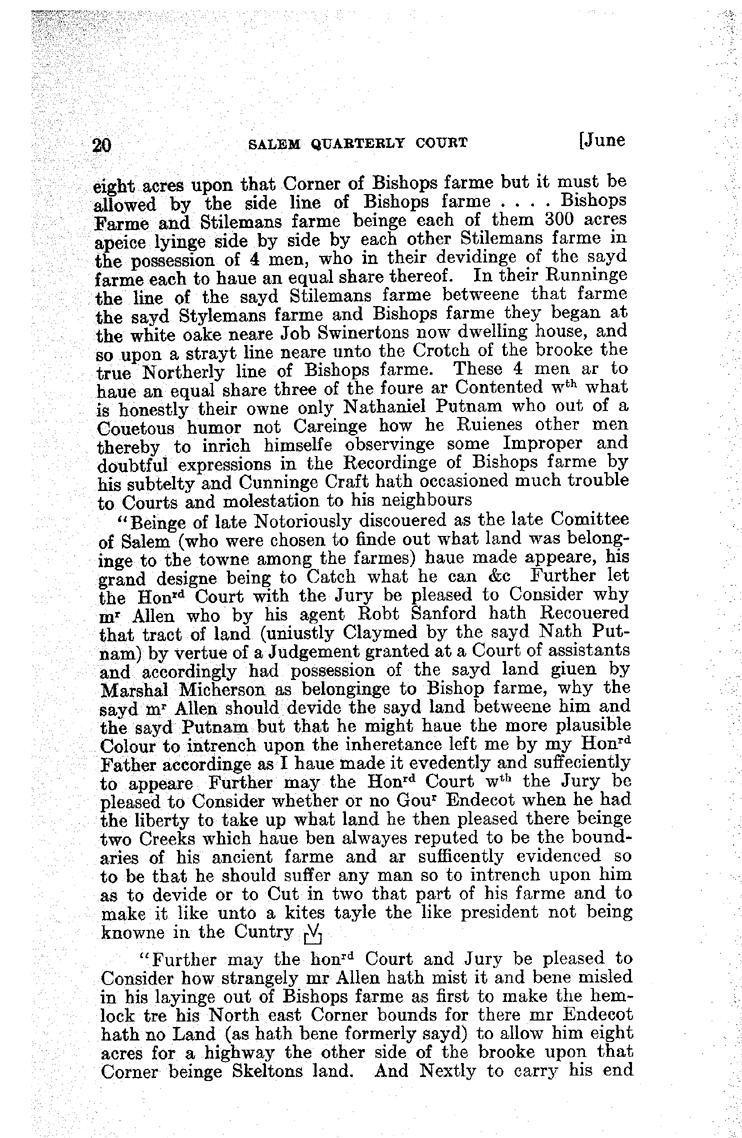 20 SALEM QUARTERLY COURT [June
eight acres upon that Corner of Bishops farme but it must be
allowed by the side line of Bishops farme . . . . Bishops
Farme and Stilemans farme beinge each of them 300 acres
apeice lyinge side by side by each other Stilemans farme in
the possession of 4 men, who in their devidinge of the sayd
farme each to haue an equal share thereof. In their Runninge
the line of the sayd Stilemans farme betweene that farme
the sayd Stylemans farme and Bishops farme they began at
the white oake neare Job Swinertons now dwelling house, and
so upon a strayt line neare unto the Crotch of the brooke the
true Northerly line of Bishops farme. These 4 men ar to
haue an equal share three of the foure ar Contented wth what
is honestly their owne only Nathaniel Putnam who out of a
Couetous humor not Careinge how he Ruienes other men
thereby to inrich himselfe observinge some Improper and
doubtful expressions in the Recordinge of Bishops farme by
his subtelty and Cunninge Craft hath occasioned much trouble
to Courts and molestation to his neighbours
"Beinge of late Notoriously discouered as the late Comittee
of Salem (who were chosen to finde out what land was belong-
inge to the towne among the farmes) haue made appeare, his
grand designe being to Catch what he can &c Further let
the Honrd Court with the Jury be pleased to Consider why
mr Allen who by his agent Robt Sanford hath Recouered
that tract of land (uniustly Claymed by the sayd Nath Put-
nam) by vertue of a Judgement granted at a Court of assistants
and accordingly had possession of the sayd land giuen by
Marshal Micherson as belonginge to Bishop farme, why the
sayd mr Allen should devide the sayd land betweene him and
the sayd Putnam but that he might haue the more plausible
Colour to intrench upon the inheretance left me by my Honrd
Father accordinge as I haue made it evedently and suffeciently
to appeare Further may the Honrd Court wth the Jury be
pleased to Consider whether or no Gour Endecot when he had
the liberty to take up what land he then pleased there beinge
two Creeks which haue ben alwayes reputed to be the bound-
aries of his ancient farme and ar sufficently evidenced so
to be that he should suffer any man so to intrench upon him
as to devide or to Cut in two that part of his farme and to
make it like unto a kites tayle the like president not being
knowne in the Cuntry
"Further may the honrd Court and Jury be pleased to
Consider how strangely mr Allen hath mist it and bene misled
in his layinge out of Bishops farme as first to make the hem-
lock tre his North east Corner bounds for there mr Endecot
hath no Land (as hath bene formerly sayd) to allow him eight
acres for a highway the other side of the brooke upon that
Corner beinge Skeltons land. And Nextly to carry his end